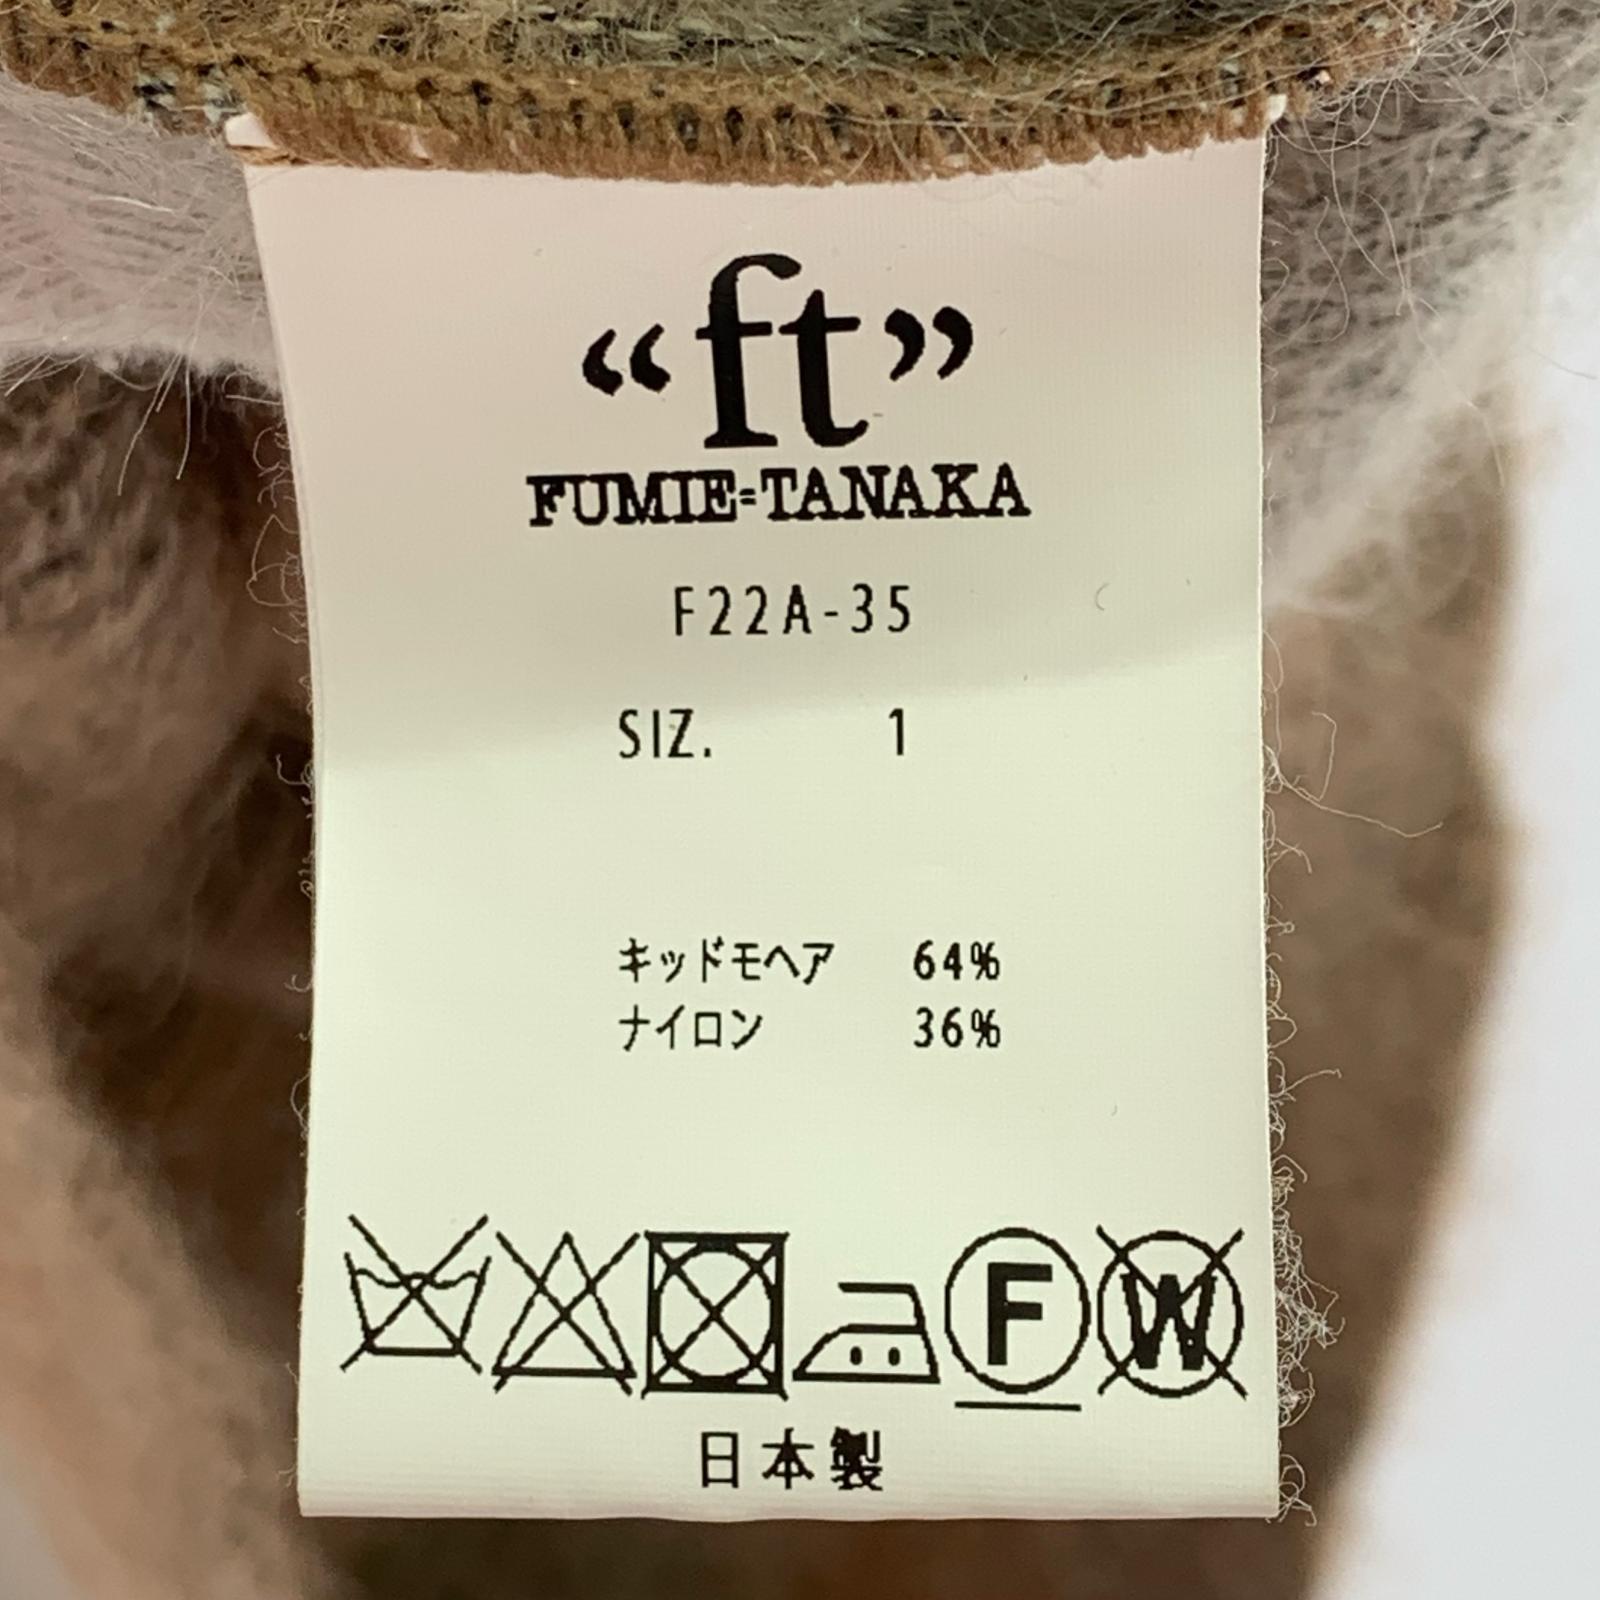 “ft”
FUMIE=TANAKA
F22A-35
SIZ. 1
キッドモヘア 64%
ナイロン 36%
F W
日本製